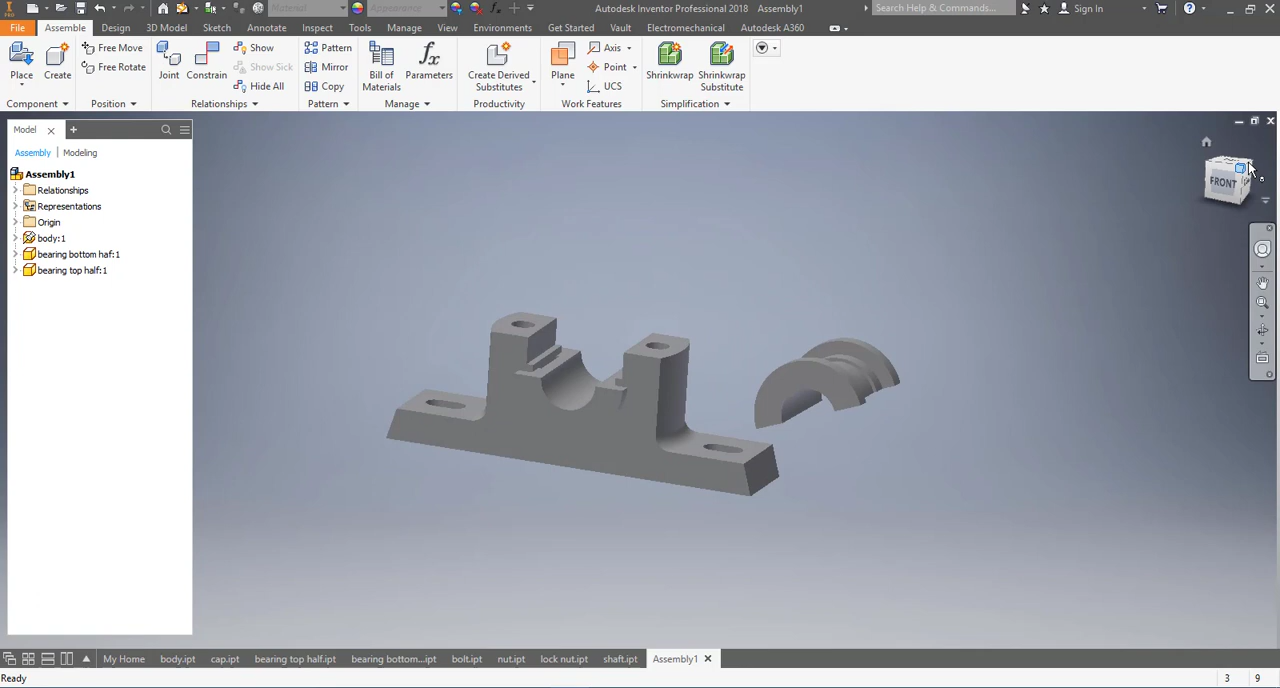 Material
Appearance
Autodesk Inventor Professional 2018 Assembly1
Search Help & Commands...
Sign In
PRO
File Assemble Design 3D Model Sketch Annotate Inspect Tools Manage View Environments Get Started Vault Electromechanical Autodesk A360
Place Create
Free Move
Free Rotate
Joint Constrain
Show
Show Sick
Hide All
Pattern
Mirror
Copy
Bill of Materials
Parameters
Create Derived Substitutes
Plane
Axis
Point
UCS
Shrinkwrap
Shrinkwrap Substitute
Component Position Relationships Pattern Manage Productivity Work Features Simplification
Model
Assembly Modeling
Assembly1
Relationships
Representations
Origin
body:1
bearing bottom haf:1
bearing top half:1
FRONT
My Home body.ipt cap.ipt bearing top half.ipt bearing bottom...ipt bolt.ipt nut.ipt lock nut.ipt shaft.ipt Assembly1
Ready 3 9